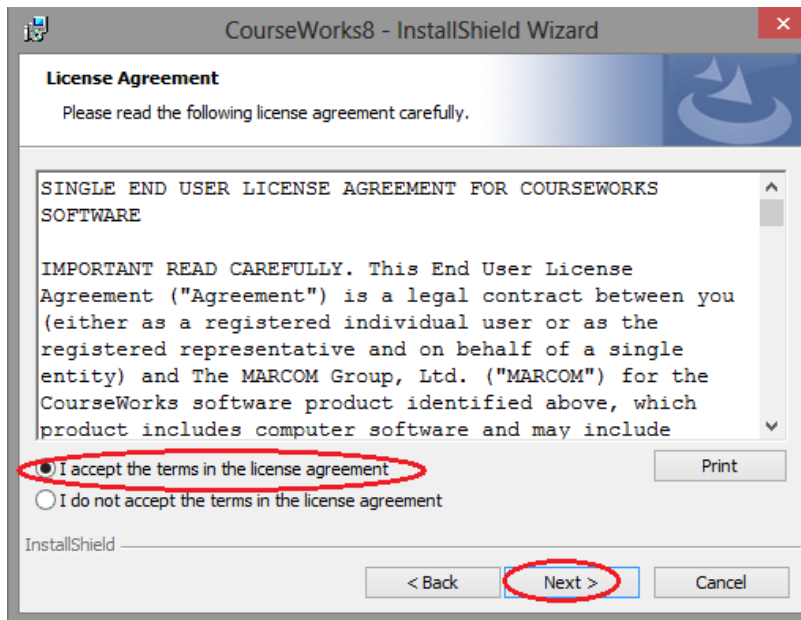 CourseWorks8 - InstallShield Wizard
License Agreement
Please read the following license agreement carefully.
SINGLE END USER LICENSE AGREEMENT FOR COURSEWORKS
SOFTWARE
IMPORTANT READ CAREFULLY. This End User License
Agreement ("Agreement") is a legal contract between you
(either as a registered individual user or as the
registered representative and on behalf of a single
entity) and The MARCOM Group, Ltd. ("MARCOM") for the
CourseWorks software product identified above, which
product includes computer software and may include
I accept the terms in the license agreement
Print
I do not accept the terms in the license agreement
InstallShield
< Back
Next >
Cancel